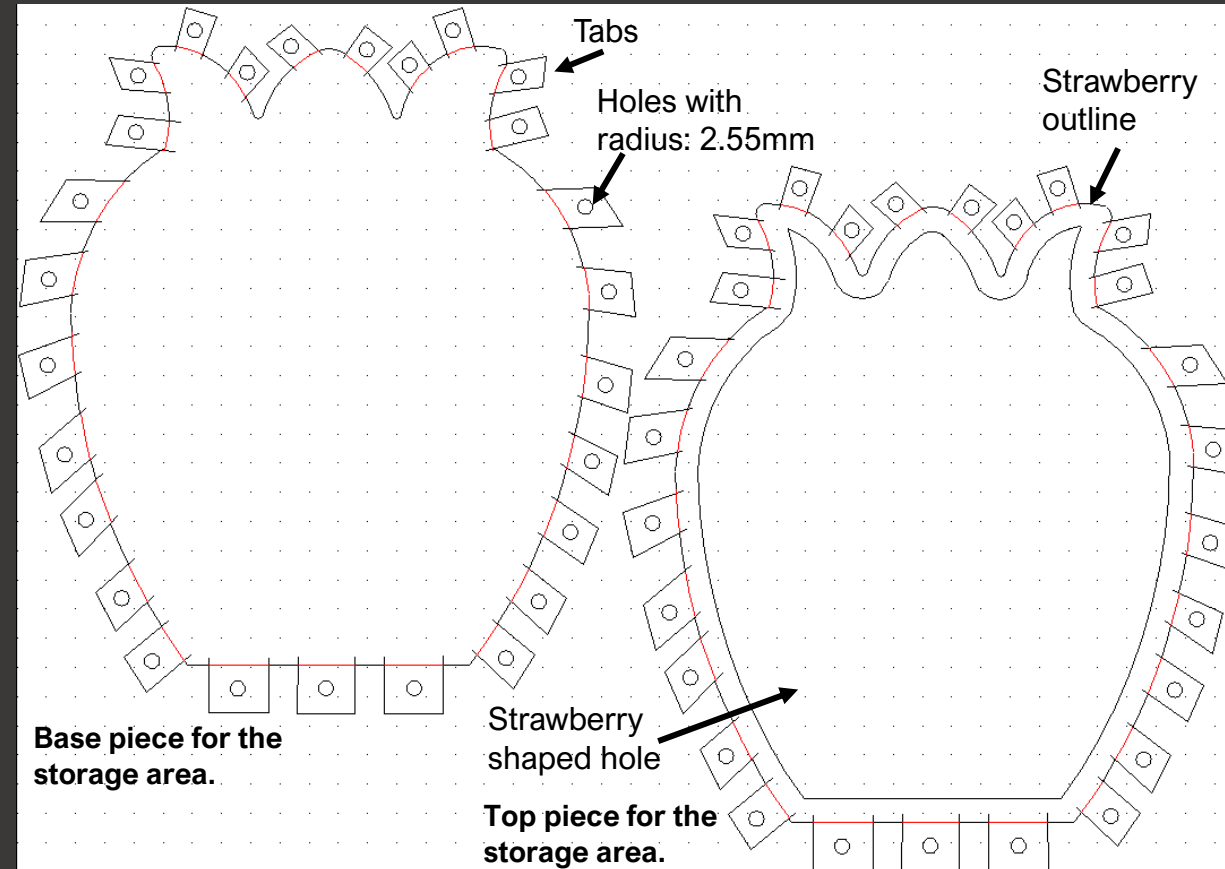 Tabs
Holes with
radius: 2.55mm
Strawberry
outline
Strawberry
shaped hole
Base piece for the
storage area.
Top piece for the
storage area.